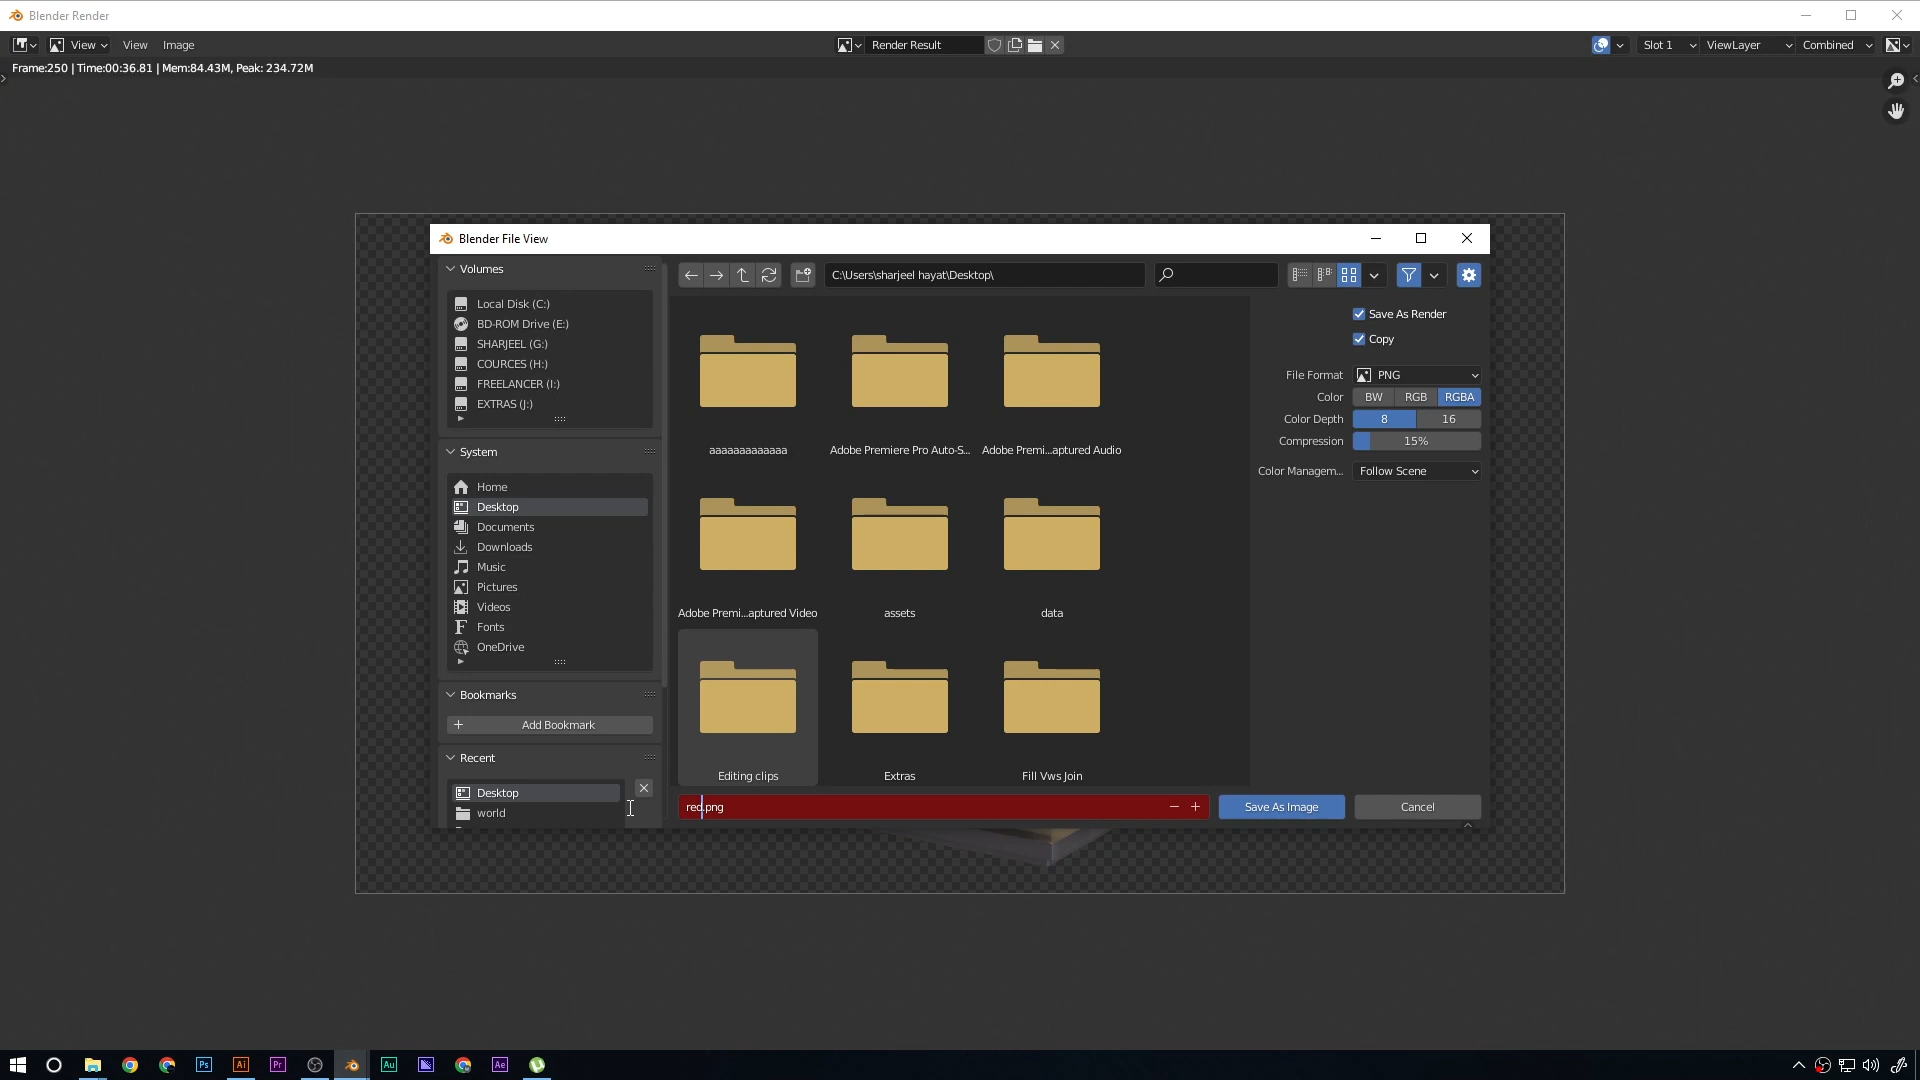 Blender Render
View
View
Image
Render Result
Slot 1
ViewLayer
Combined
Frame:250 | Time:00:36.81 | Mem:84.43M, Peak: 234.72M
Blender File View
Volumes
Local Disk (C:)
BD-ROM Drive (E:)
SHARJEEL (G:)
COURCES (H:)
FREELANCER (I:)
EXTRAS (J:)
System
Home
Desktop
Documents
Downloads
Music
Pictures
Videos
Fonts
OneDrive
Bookmarks
Add Bookmark
Recent
Desktop
world
C:\Users\sharjeel hayat\Desktop\
aaaaaaaaaaaaa
Adobe Premiere Pro Auto-S...
Adobe Premi...aptured Audio
Adobe Premi...aptured Video
assets
data
Editing clips
Extras
Fill Vws Join
Save As Render
Copy
File Format
PNG
Color
BW
RGB
RGBA
Color Depth
8
16
Compression
15%
Color Managem...
Follow Scene
red.png
Save As Image
Cancel
Ps
Ai
Pr
Au
Ae